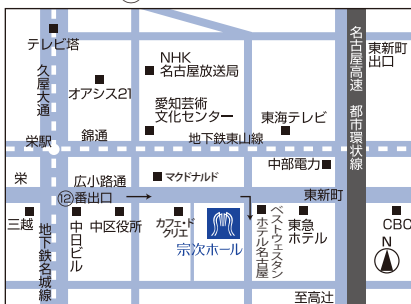 テレビ塔
久屋大通
NHK
名古屋放送局
オアシス21
愛知芸術
文化センター
東海テレビ
名古屋高速 都市環状線
東新町
出口
栄駅
錦通
地下鉄東山線
中部電力
栄
広小路通
マクドナルド
⑫番出口
東新町
三越
地下鉄名城線
中日ビル
中区役所
カフェ・ド
クリエ
宗次ホール
ベストウェスタン
ホテル名古屋
東急
ホテル
CBC
N
至高辻